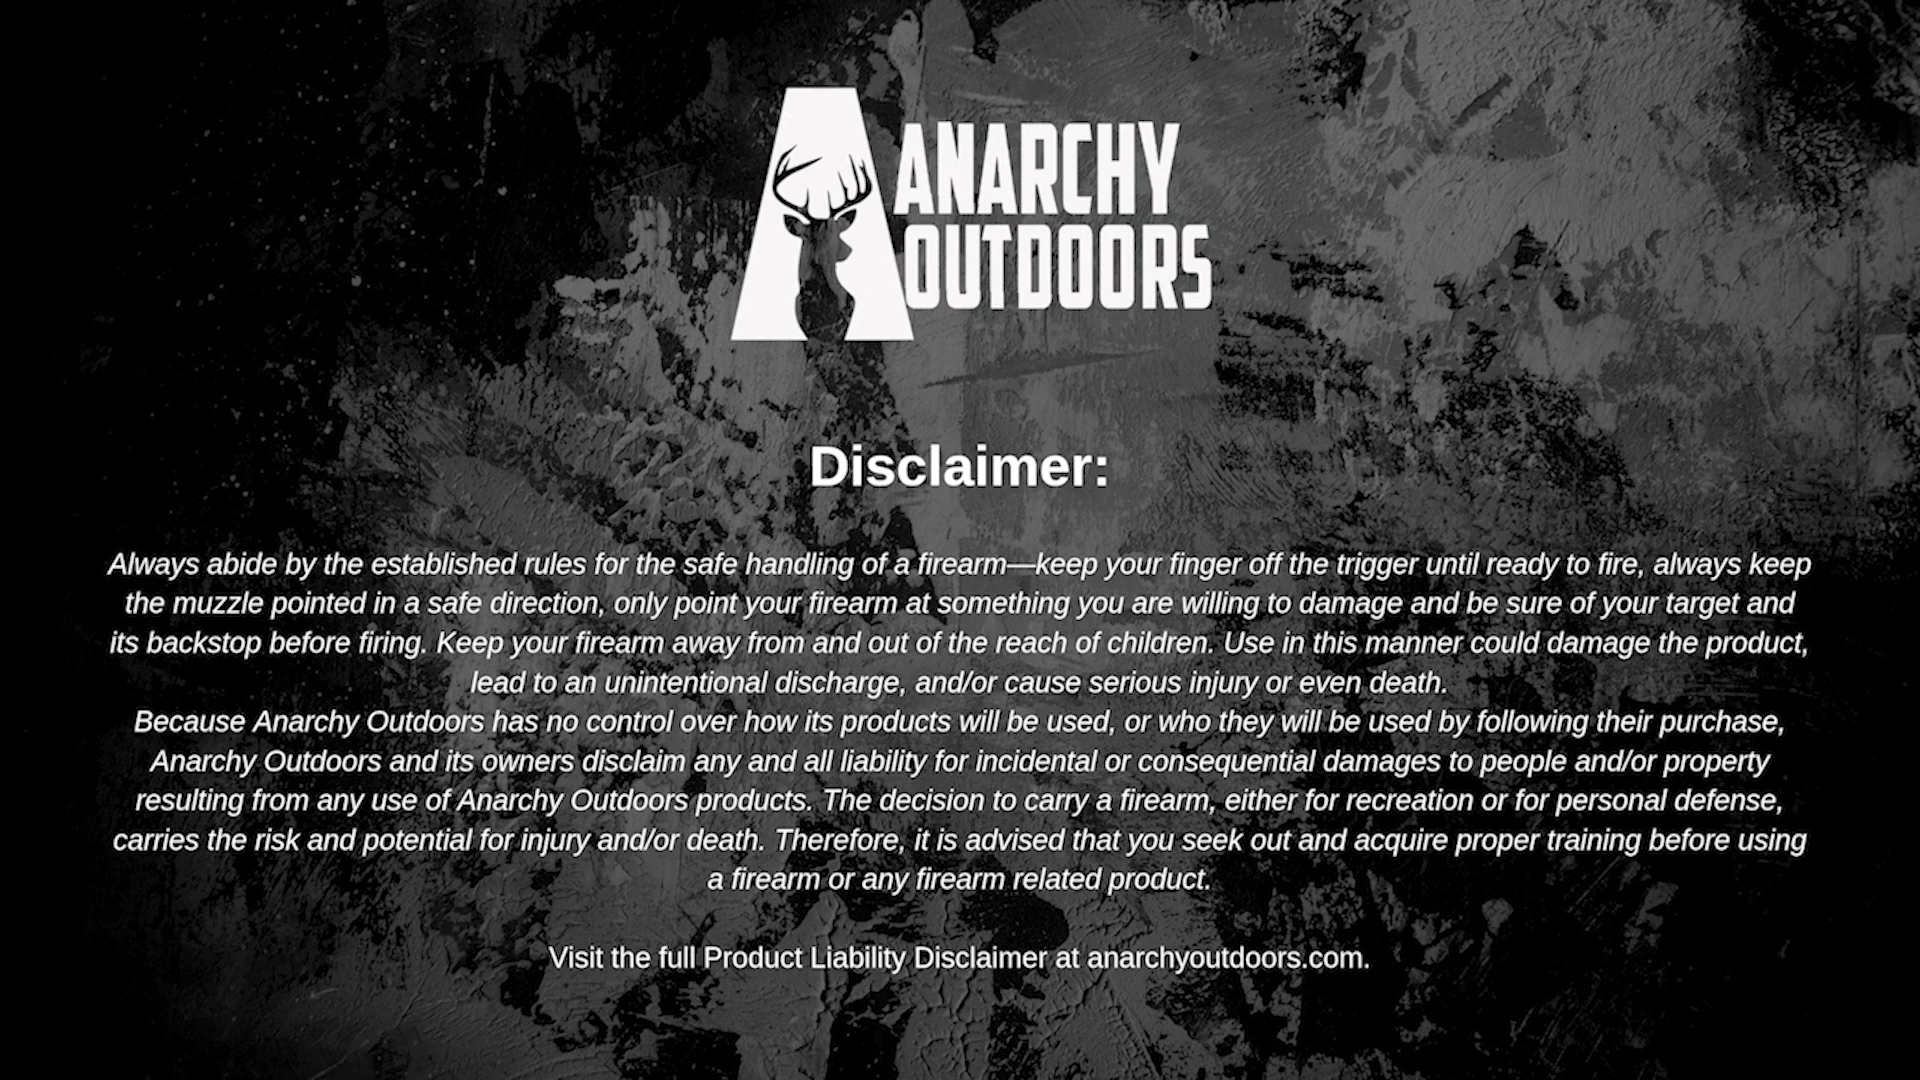 ANARCHY
OUTDOORS
Disclaimer:
Always abide by the established rules for the safe handling of a firearm—keep your finger off the trigger until ready to fire, always keep
the muzzle pointed in a safe direction, only point your firearm at something you are willing to damage and be sure of your target and
its backstop before firing. Keep your firearm away from and out of the reach of children. Use in this manner could damage the product,
lead to an unintentional discharge, and/or cause serious injury or even death.
Because Anarchy Outdoors has no control over how its products will be used, or who they will be used by following their purchase,
Anarchy Outdoors and its owners disclaim any and all liability for incidental or consequential damages to people and/or property
resulting from any use of Anarchy Outdoors products. The decision to carry a firearm, either for recreation or for personal defense,
carries the risk and potential for injury and/or death. Therefore, it is advised that you seek out and acquire proper training before using
a firearm or any firearm related product.
Visit the full Product Liability Disclaimer at anarchyoutdoors.com.